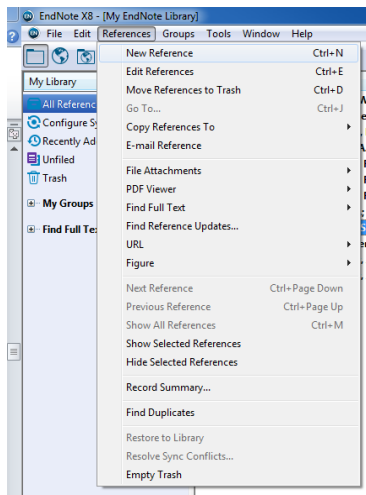 EndNote X8 - [My EndNote Library]
File Edit References Groups Tools Window Help
New Reference Ctrl+N
Edit References Ctrl+E
My Library
Move References to Trash Ctrl+D
All Referenc
Go To... Ctrl+J
Configure Sy
Copy References To
Recently Ad
E-mail Reference
Unfiled
File Attachments
Trash
PDF Viewer
My Groups
Find Full Text
Find Full Te
Find Reference Updates...
URL
Figure
Next Reference Ctrl+Page Down
Previous Reference Ctrl+Page Up
Show All References Ctrl+M
Show Selected References
Hide Selected References
Record Summary...
Find Duplicates
Restore to Library
Resolve Sync Conflicts...
Empty Trash